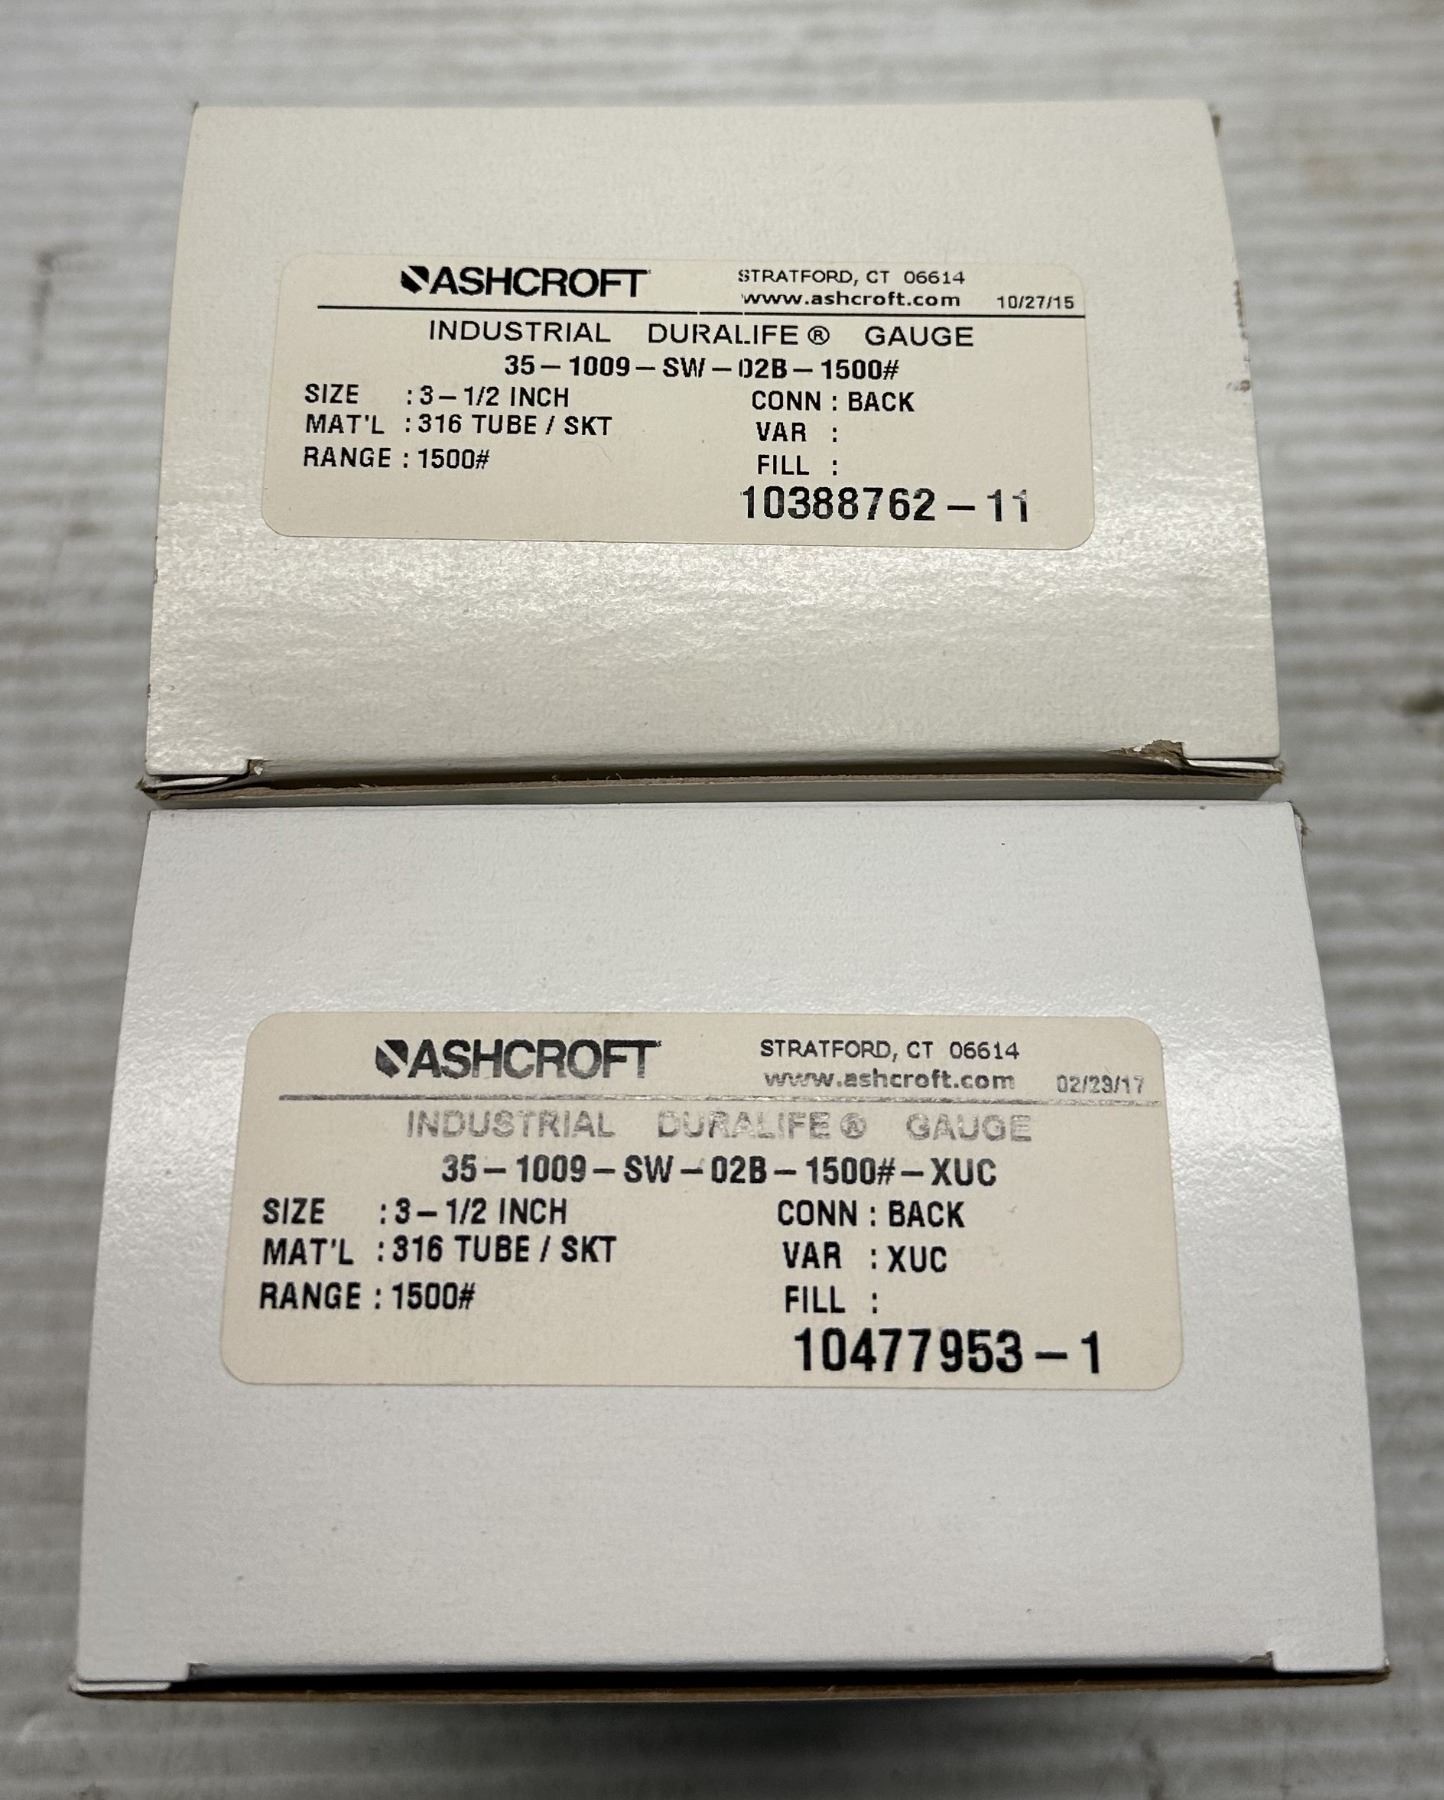 ASHCROFT STRATFORD, CT 06614
www.ashcroft.com 10/27/15
INDUSTRIAL DURALIFE® GAUGE
35-1009-SW-02B-1500#
SIZE : 3-1/2 INCH CONN : BACK
MAT'L : 316 TUBE / SKT VAR :
RANGE : 1500# FILL :
10388762-11
ASHCROFT STRATFORD, CT 06614
www.ashcroft.com
INDUSTRIAL DURALIFE® GAUGE
35-1009-SW-02B-1500#-XUC
SIZE : 3-1/2 INCH CONN : BACK
MAT'L : 316 TUBE / SKT VAR : XUC
RANGE : 1500# FILL :
10477953-1